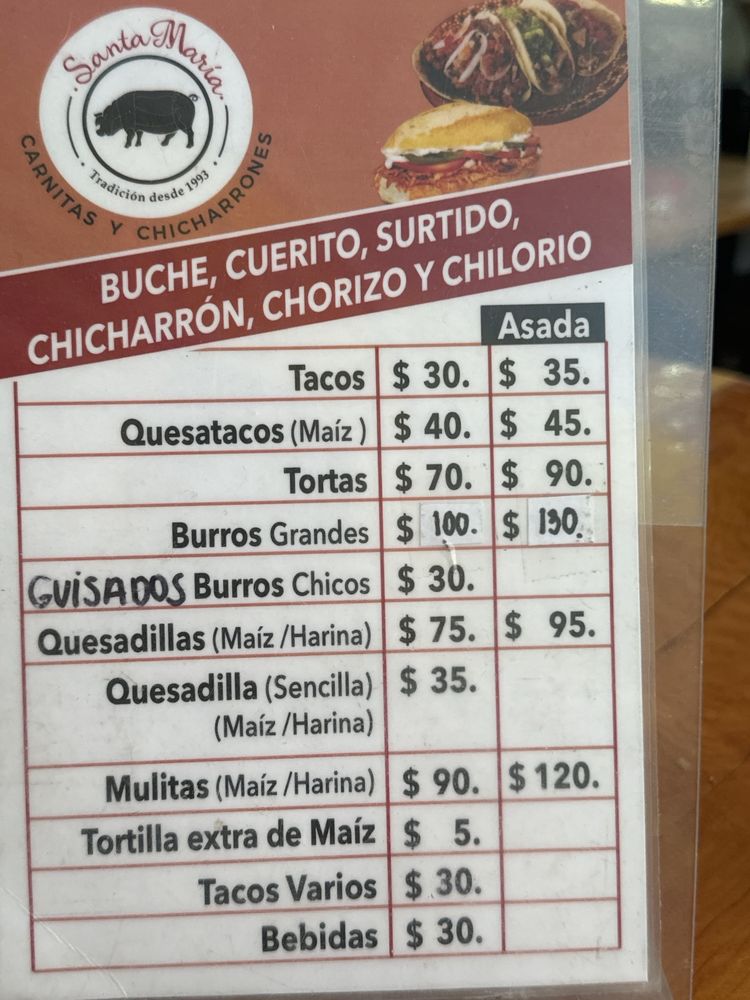 Santa María
Tradición desde 1993
CARNITAS Y CHICHARRONES
BUCHE, CUERITO, SURTIDO,
CHICHARRÓN, CHORIZO Y CHILORIO
Asada
Tacos $ 30. $ 35.
Quesatacos (Maíz ) $ 40. $ 45.
Tortas $ 70. $ 90.
Burros Grandes $ 100. $ 130.
GUISADOS Burros Chicos $ 30.
Quesadillas (Maíz /Harina) $ 75. $ 95.
Quesadilla (Sencilla) $ 35.
(Maíz /Harina)
Mulitas (Maíz /Harina) $ 90. $ 120.
Tortilla extra de Maíz $ 5.
Tacos Varios $ 30.
Bebidas $ 30.